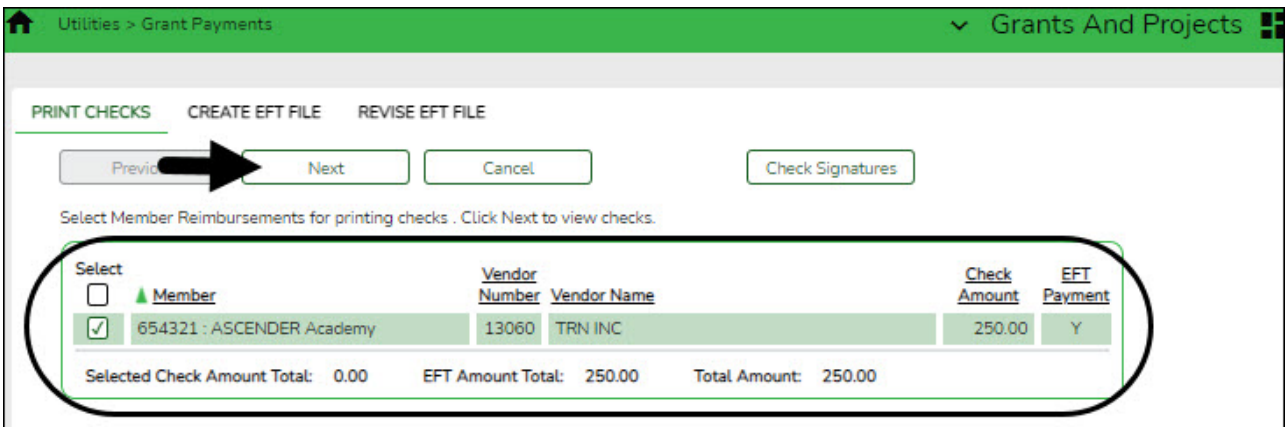 Utilities > Grant Payments
Grants And Projects
PRINT CHECKS CREATE EFT FILE REVISE EFT FILE
Next Cancel Check Signatures
Select Member Reimbursements for printing checks . Click Next to view checks.
Select Vendor Check EFT
Member Number Vendor Name Amount Payment
654321 : ASCENDER Academy 13060 TRN INC 250.00 Y
Selected Check Amount Total: 0.00 EFT Amount Total: 250.00 Total Amount: 250.00